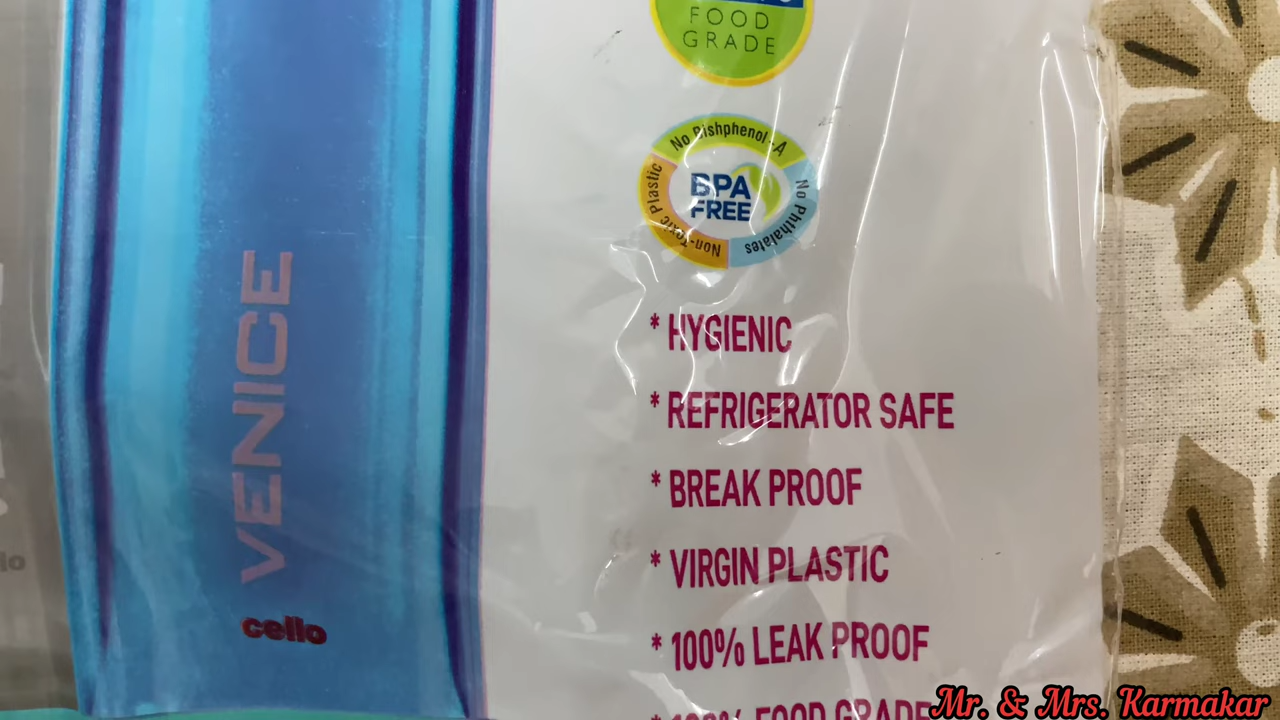 FOOD
GRADE
No Bishphenol-A
No Phthalates
Non-Toxic Plastic
BPA
FREE
* HYGIENIC
* REFRIGERATOR SAFE
* BREAK PROOF
* VIRGIN PLASTIC
* 100% LEAK PROOF
* 100% FOOD GRADE
VENICE
cello
Mr. & Mrs. Karmakar